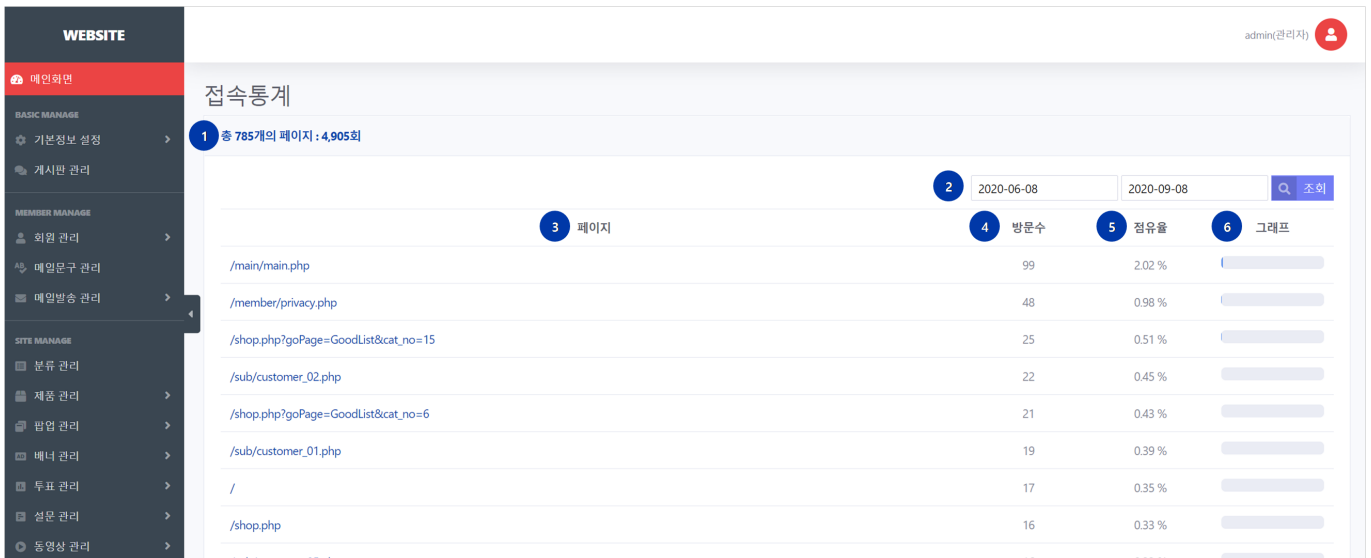 WEBSITE
admin(관리자)
메인화면
BASIC MANAGE
기본정보 설정
게시판 관리
MEMBER MANAGE
회원 관리
메일문구 관리
메일발송 관리
SITE MANAGE
분류 관리
제품 관리
팝업 관리
배너 관리
투표 관리
설문 관리
동영상 관리
접속통계
1 총 785개의 페이지 : 4,905회
2 2020-06-08 2020-09-08 조회
3 페이지 4 방문수 5 점유율 6 그래프
/main/main.php 99 2.02 %
/member/privacy.php 48 0.98 %
/shop.php?goPage=GoodList&cat_no=15 25 0.51 %
/sub/customer_02.php 22 0.45 %
/shop.php?goPage=GoodList&cat_no=6 21 0.43 %
/sub/customer_01.php 19 0.39 %
/ 17 0.35 %
/shop.php 16 0.33 %